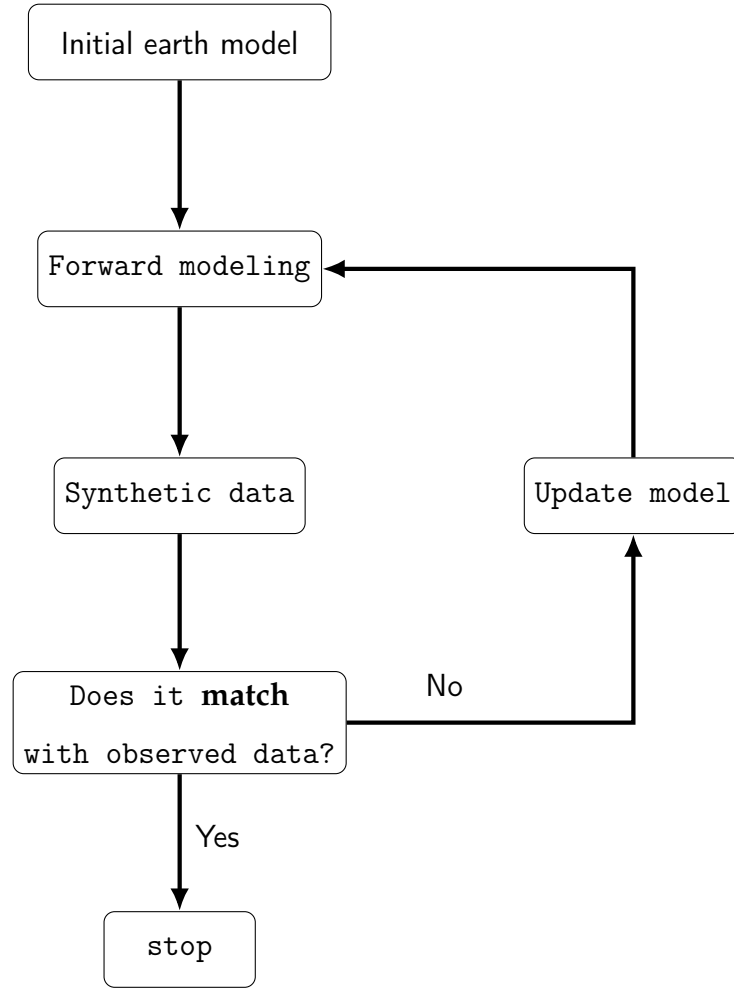 Initial earth model
Forward modeling
Synthetic data
Update model
Does it match
with observed data?
No
Yes
stop